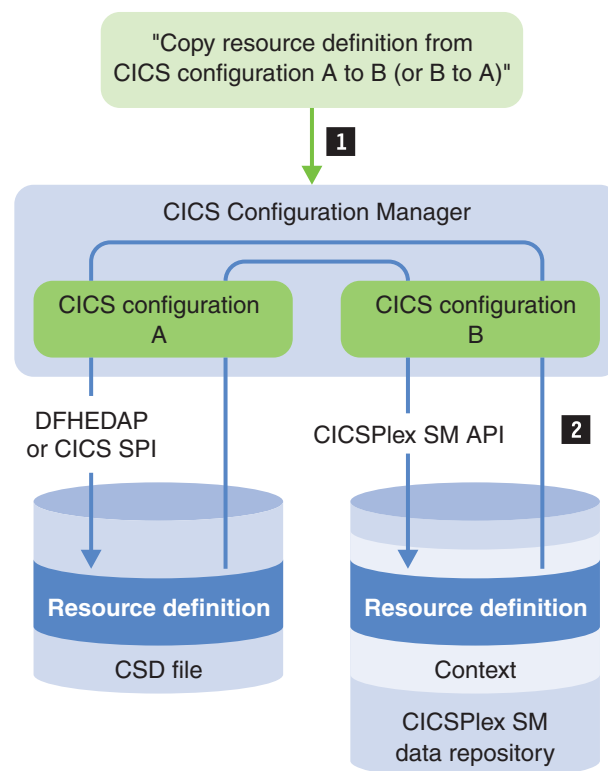 "Copy resource definition from
CICS configuration A to B (or B to A)"
1
CICS Configuration Manager
CICS configuration
A
CICS configuration
B
DFHEDAP
or CICS SPI
CICSPlex SM API
2
Resource definition
CSD file
Resource definition
Context
CICSPlex SM
data repository